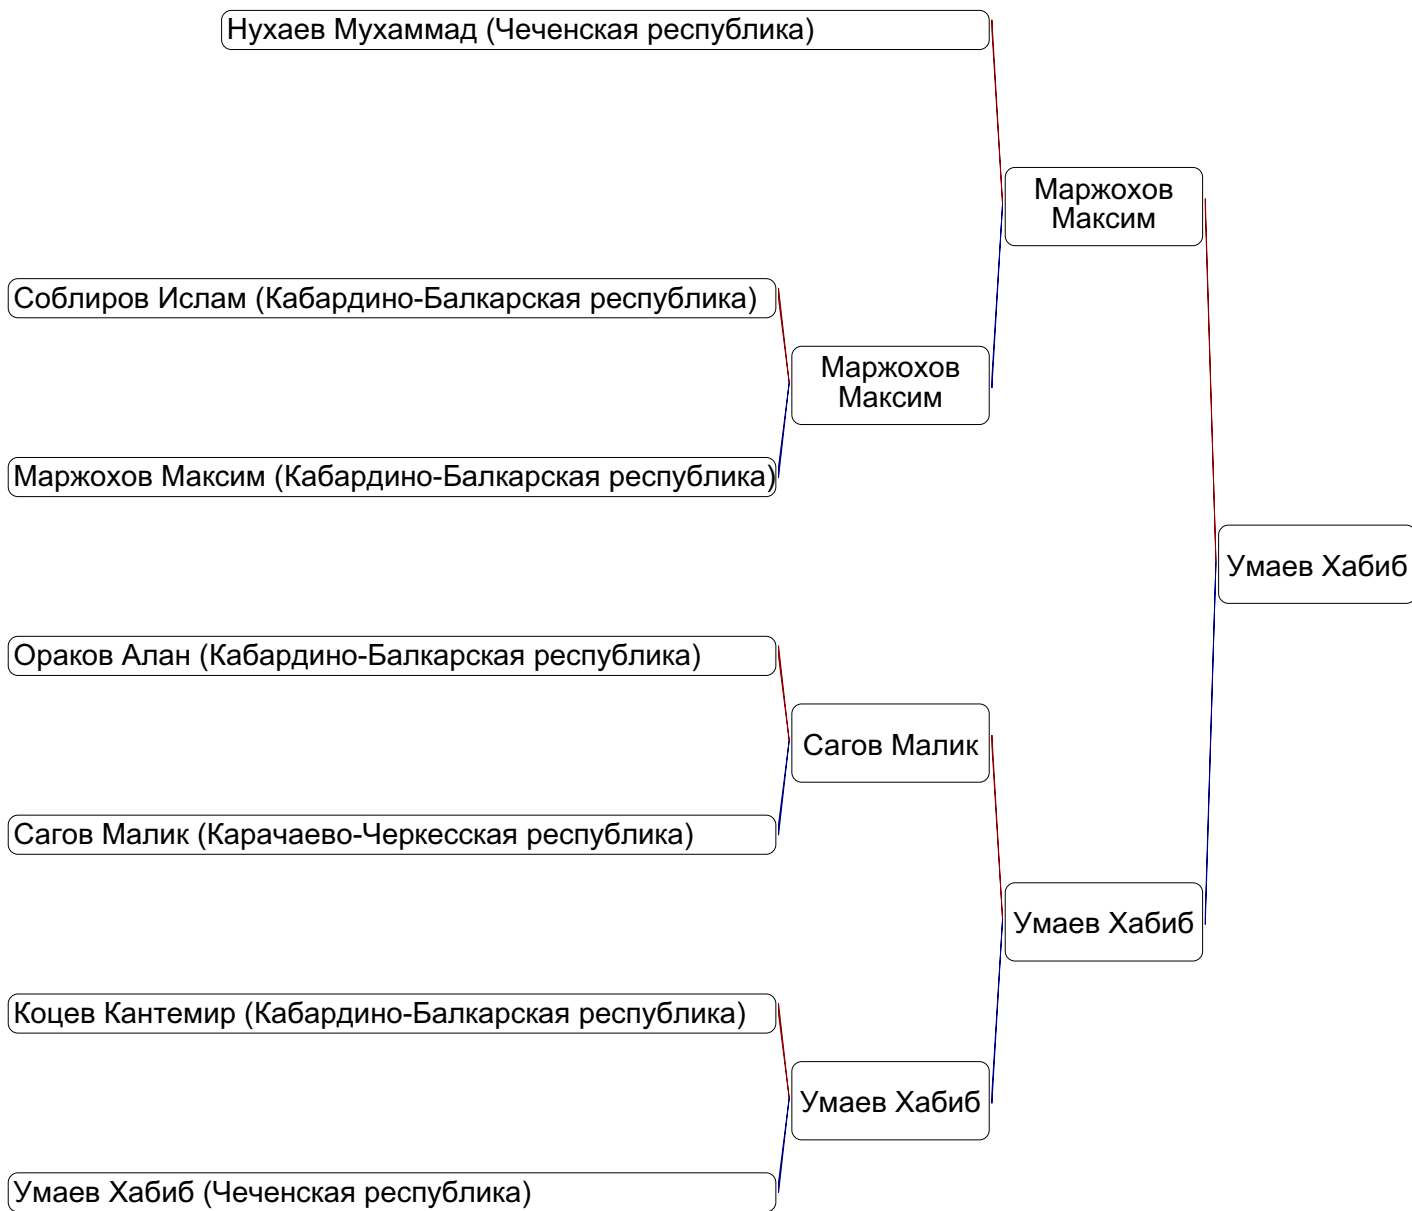 Нухаев Мухаммад (Чеченская республика)
Маржохов
Максим
Соблиров Ислам (Кабардино-Балкарская республика)
Маржохов
Максим
Маржохов Максим (Кабардино-Балкарская республика)
Умаев Хабиб
Ораков Алан (Кабардино-Балкарская республика)
Сагов Малик
Сагов Малик (Карачаево-Черкесская республика)
Умаев Хабиб
Коцев Кантемир (Кабардино-Балкарская республика)
Умаев Хабиб
Умаев Хабиб (Чеченская республика)